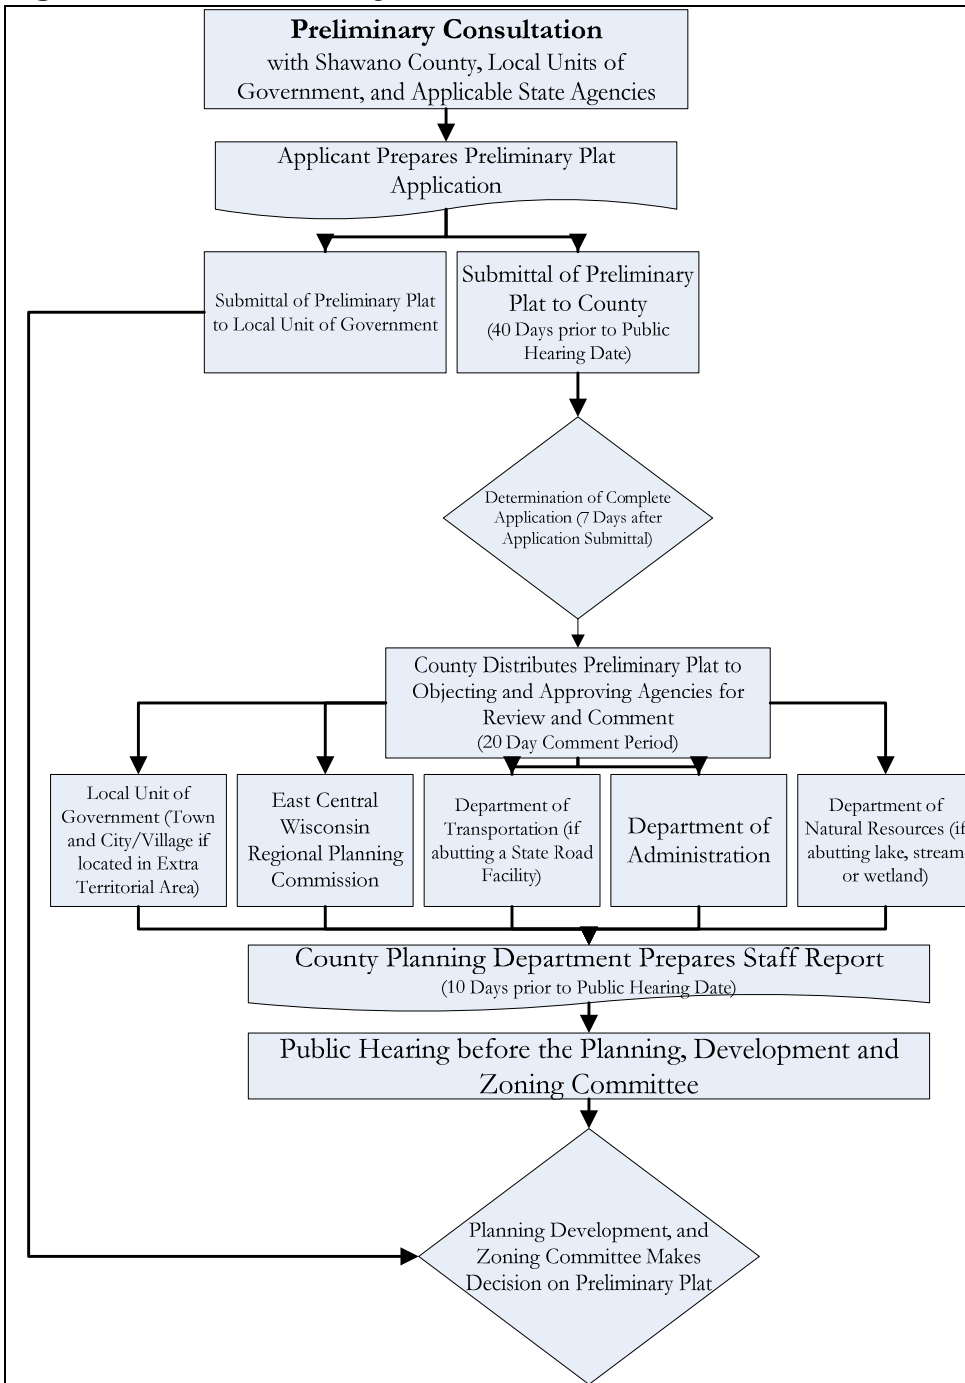 Preliminary Consultation
with Shawano County, Local Units of
Government, and Applicable State Agencies
Applicant Prepares Preliminary Plat
Application
Submittal of Preliminary Plat
to Local Unit of Government
Submittal of Preliminary
Plat to County
(40 Days prior to Public
Hearing Date)
Determination of Complete
Application (7 Days after
Application Submittal)
County Distributes Preliminary Plat to
Objecting and Approving Agencies for
Review and Comment
(20 Day Comment Period)
Local Unit of
Government (Town
and City/Village if
located in Extra
Territorial Area)
East Central
Wisconsin
Regional Planning
Commission
Department of
Transportation (if
abutting a State Road
Facility)
Department of
Administration
Department of
Natural Resources (if
abutting lake, stream
or wetland)
County Planning Department Prepares Staff Report
(10 Days prior to Public Hearing Date)
Public Hearing before the Planning, Development and
Zoning Committee
Planning Development, and
Zoning Committee Makes
Decision on Preliminary Plat